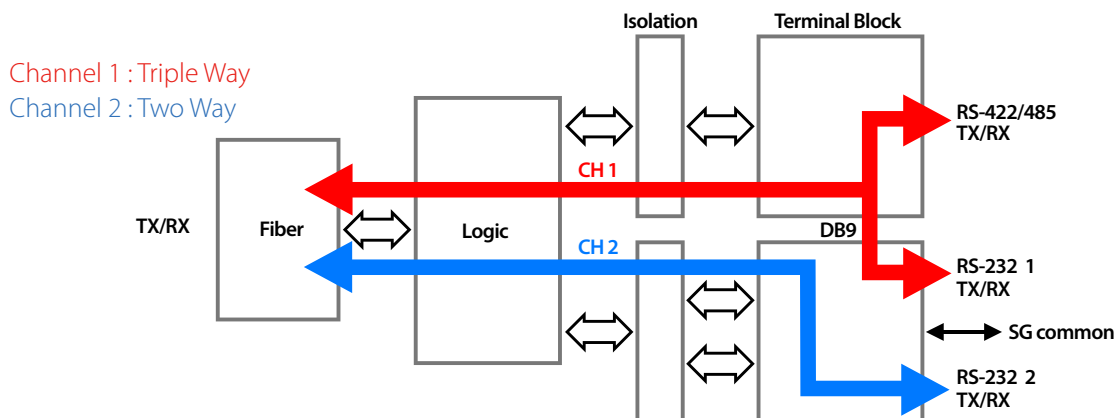 Isolation
Terminal Block
Channel 1 : Triple Way
Channel 2 : Two Way
RS-422/485
TX/RX
CH 1
TX/RX
Fiber
Logic
DB9
CH 2
RS-232 1
TX/RX
SG common
RS-232 2
TX/RX